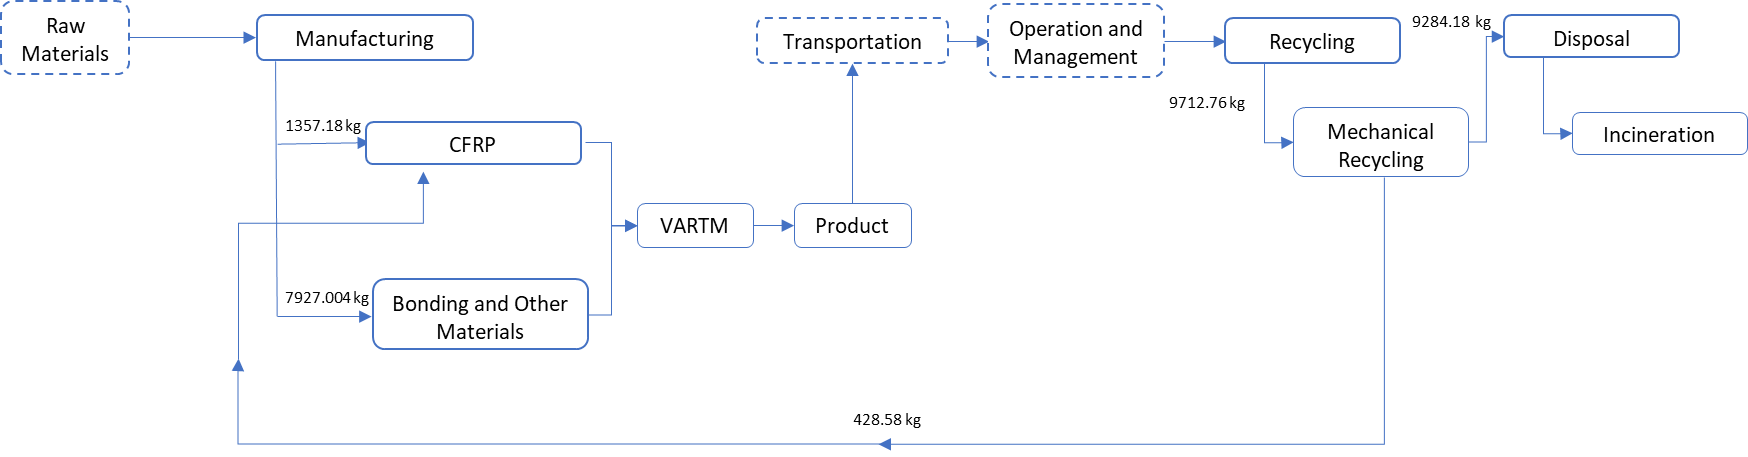 Raw
Materials
Manufacturing
1357.18 kg
CFRP
7927.004 kg
Bonding and Other
Materials
VARTM
Product
Transportation
Operation and
Management
Recycling
9712.76 kg
Mechanical
Recycling
9284.18 kg
Disposal
Incineration
428.58 kg